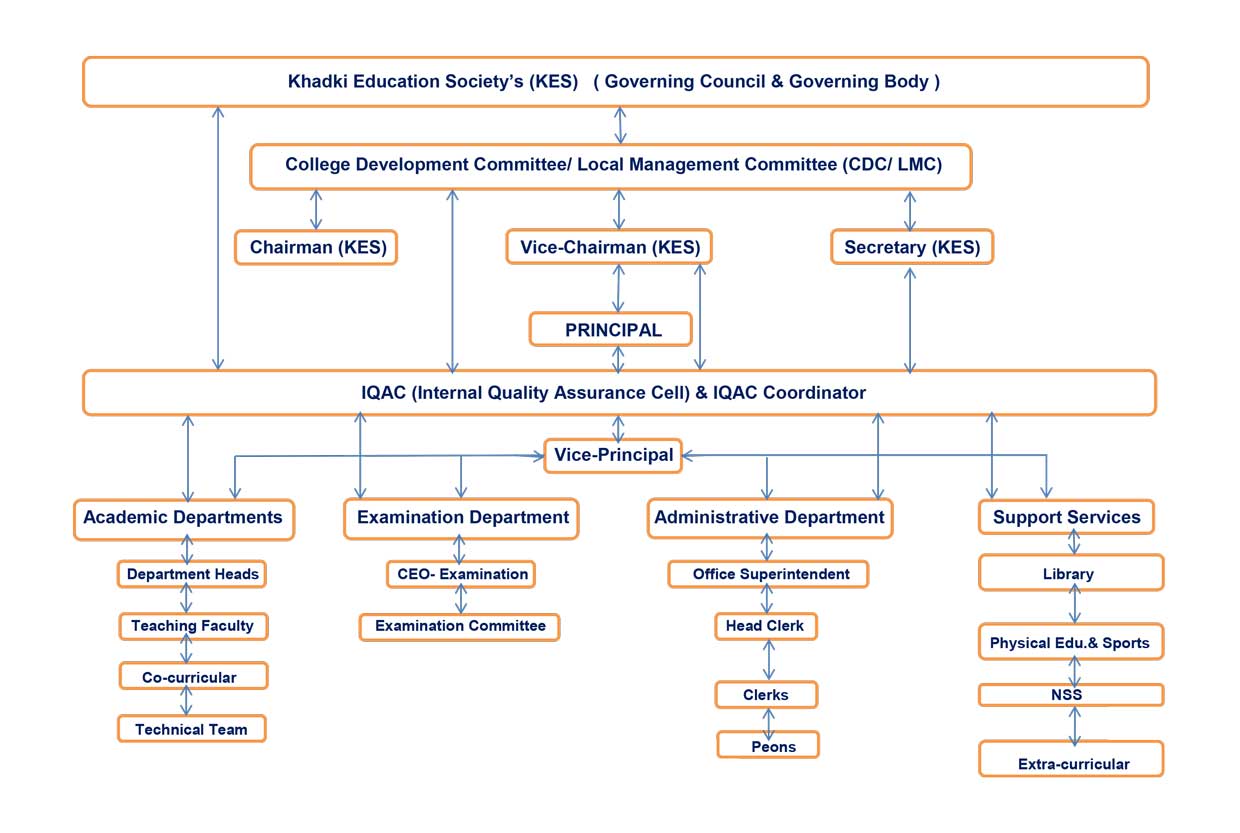 Khadki Education Society’s (KES) ( Governing Council & Governing Body )
College Development Committee/ Local Management Committee (CDC/ LMC)
Chairman (KES)
Vice-Chairman (KES)
Secretary (KES)
PRINCIPAL
IQAC (Internal Quality Assurance Cell) & IQAC Coordinator
Vice-Principal
Academic Departments
Examination Department
Administrative Department
Support Services
Department Heads
CEO- Examination
Office Superintendent
Library
Teaching Faculty
Examination Committee
Head Clerk
Physical Edu.& Sports
Co-curricular
Clerks
NSS
Technical Team
Peons
Extra-curricular